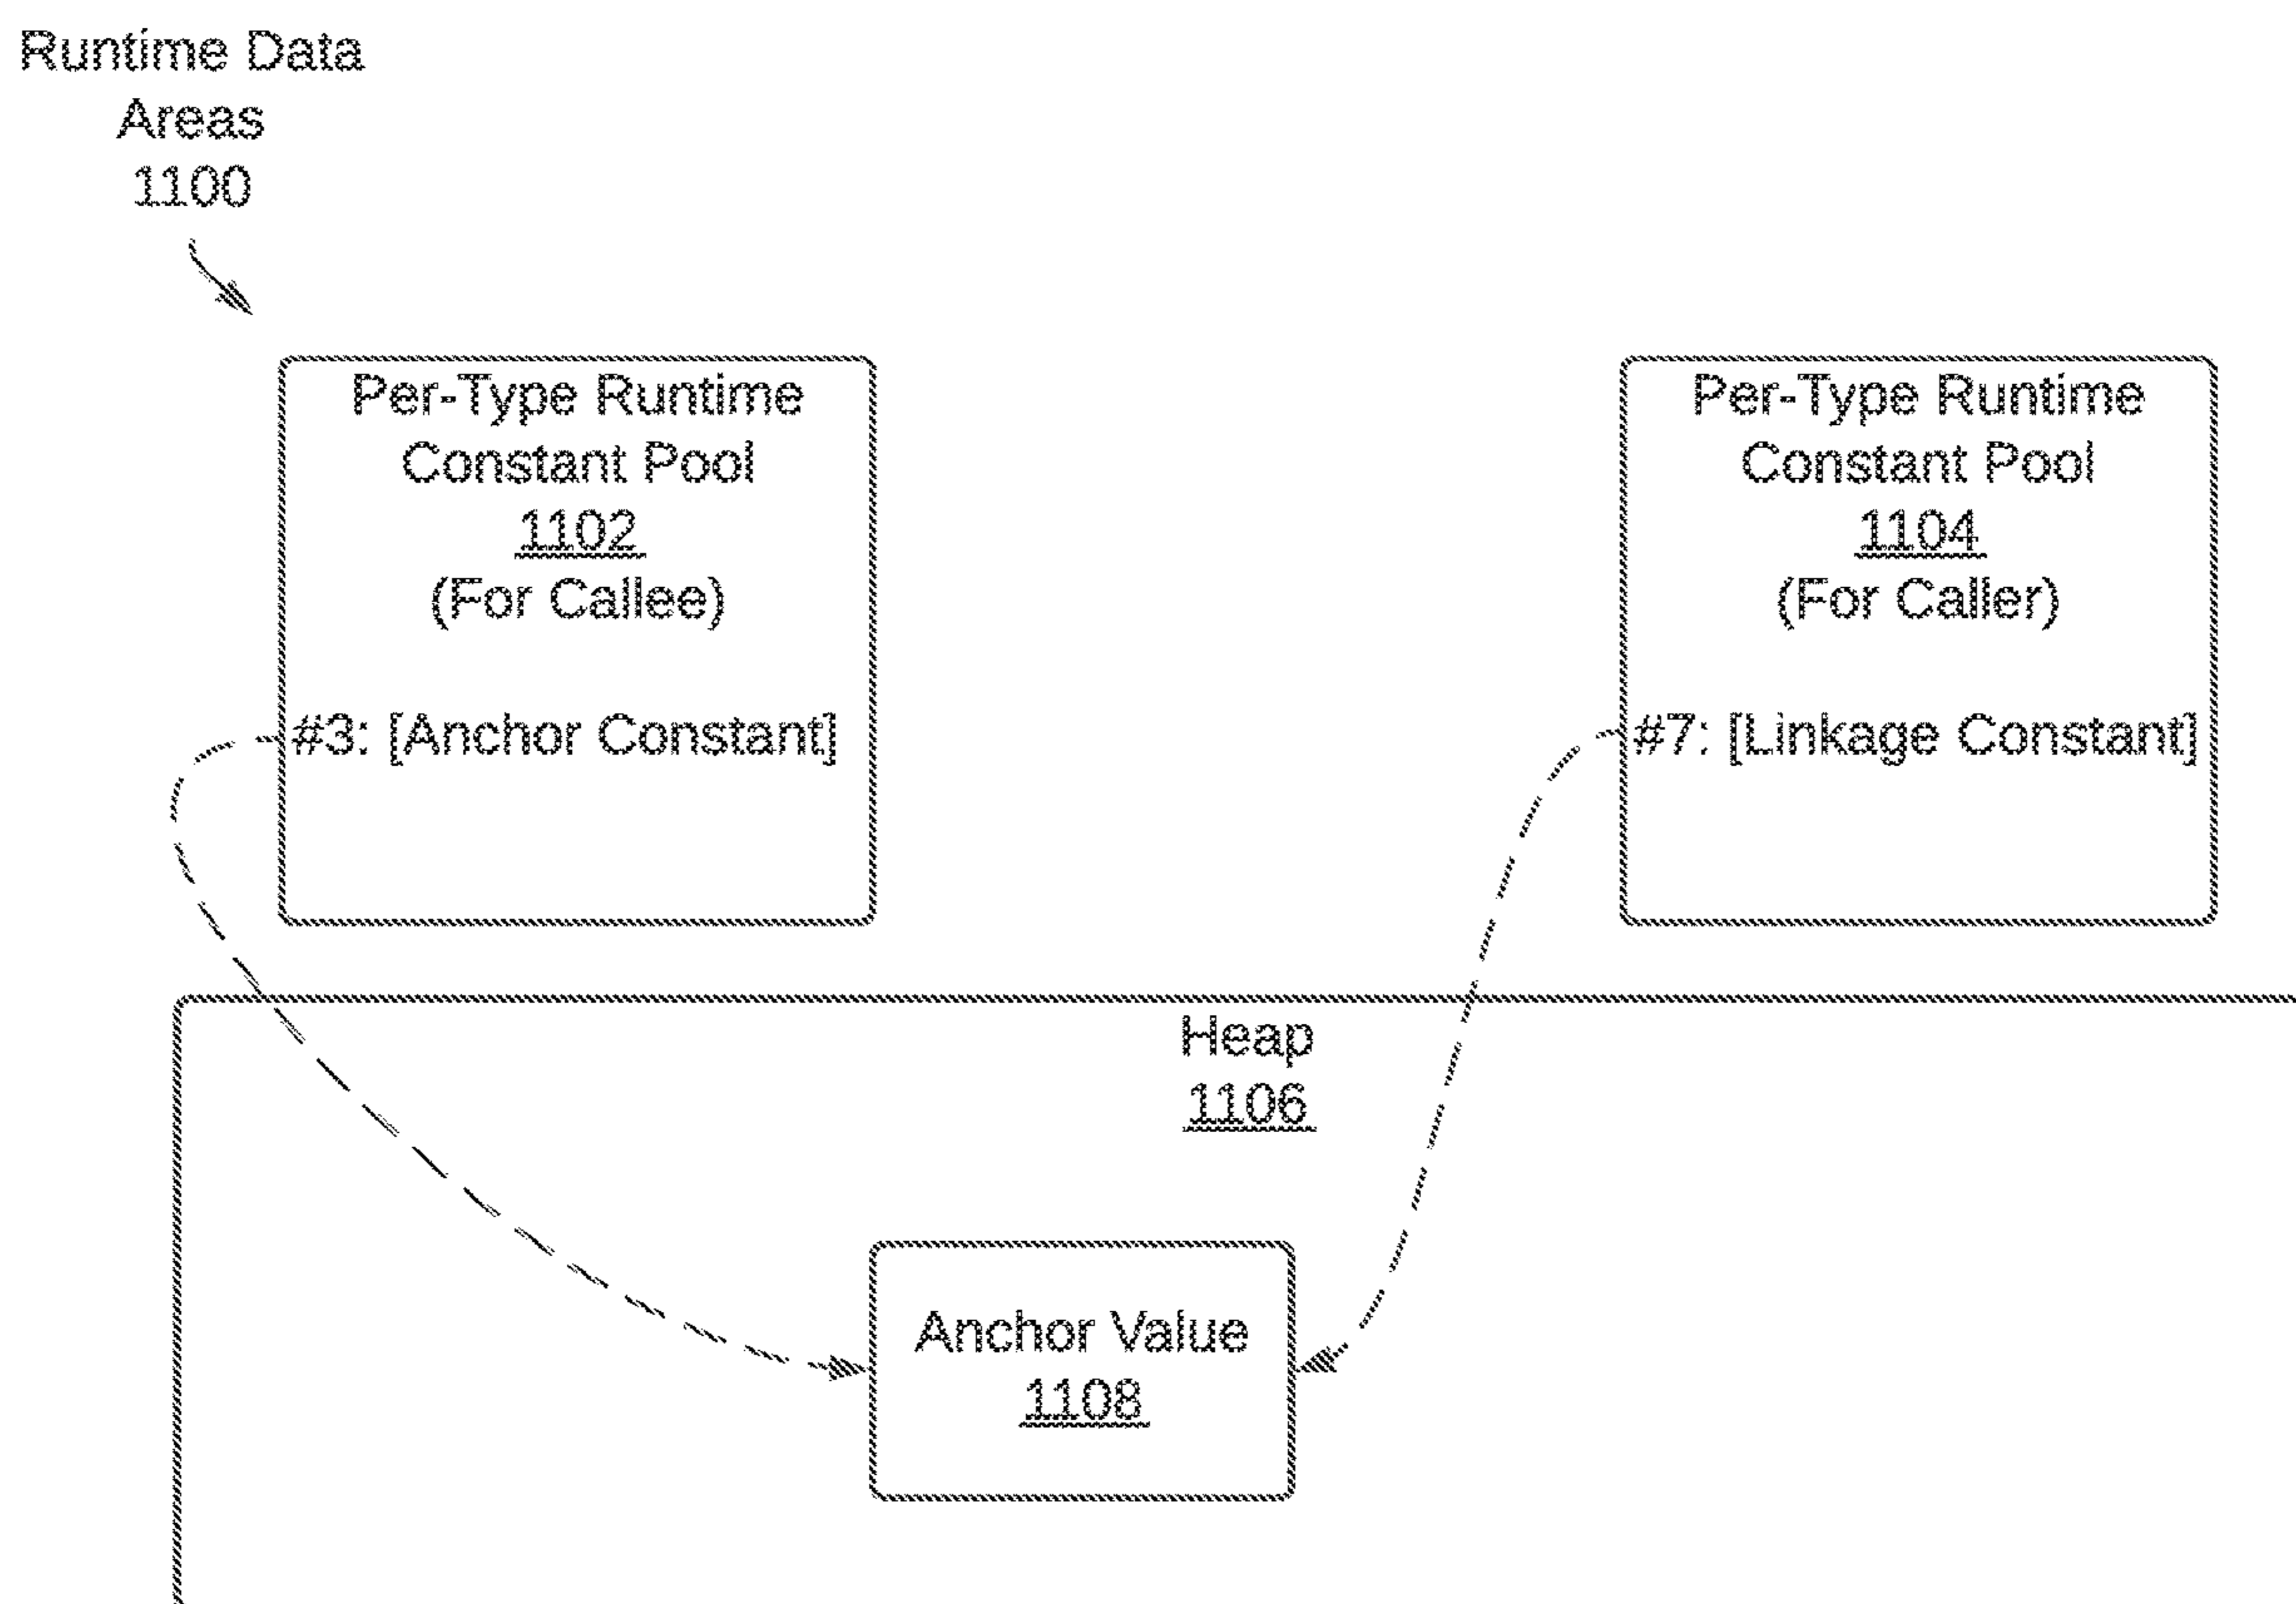 Runtime Data
Areas
1100
Per-Type Runtime
Constant Pool
1102
(For Callee)
#3: [Anchor Constant]
Per-Type Runtime
Constant Pool
1104
(For Caller)
#7: [Linkage Constant]
Heap
1106
Anchor Value
1108